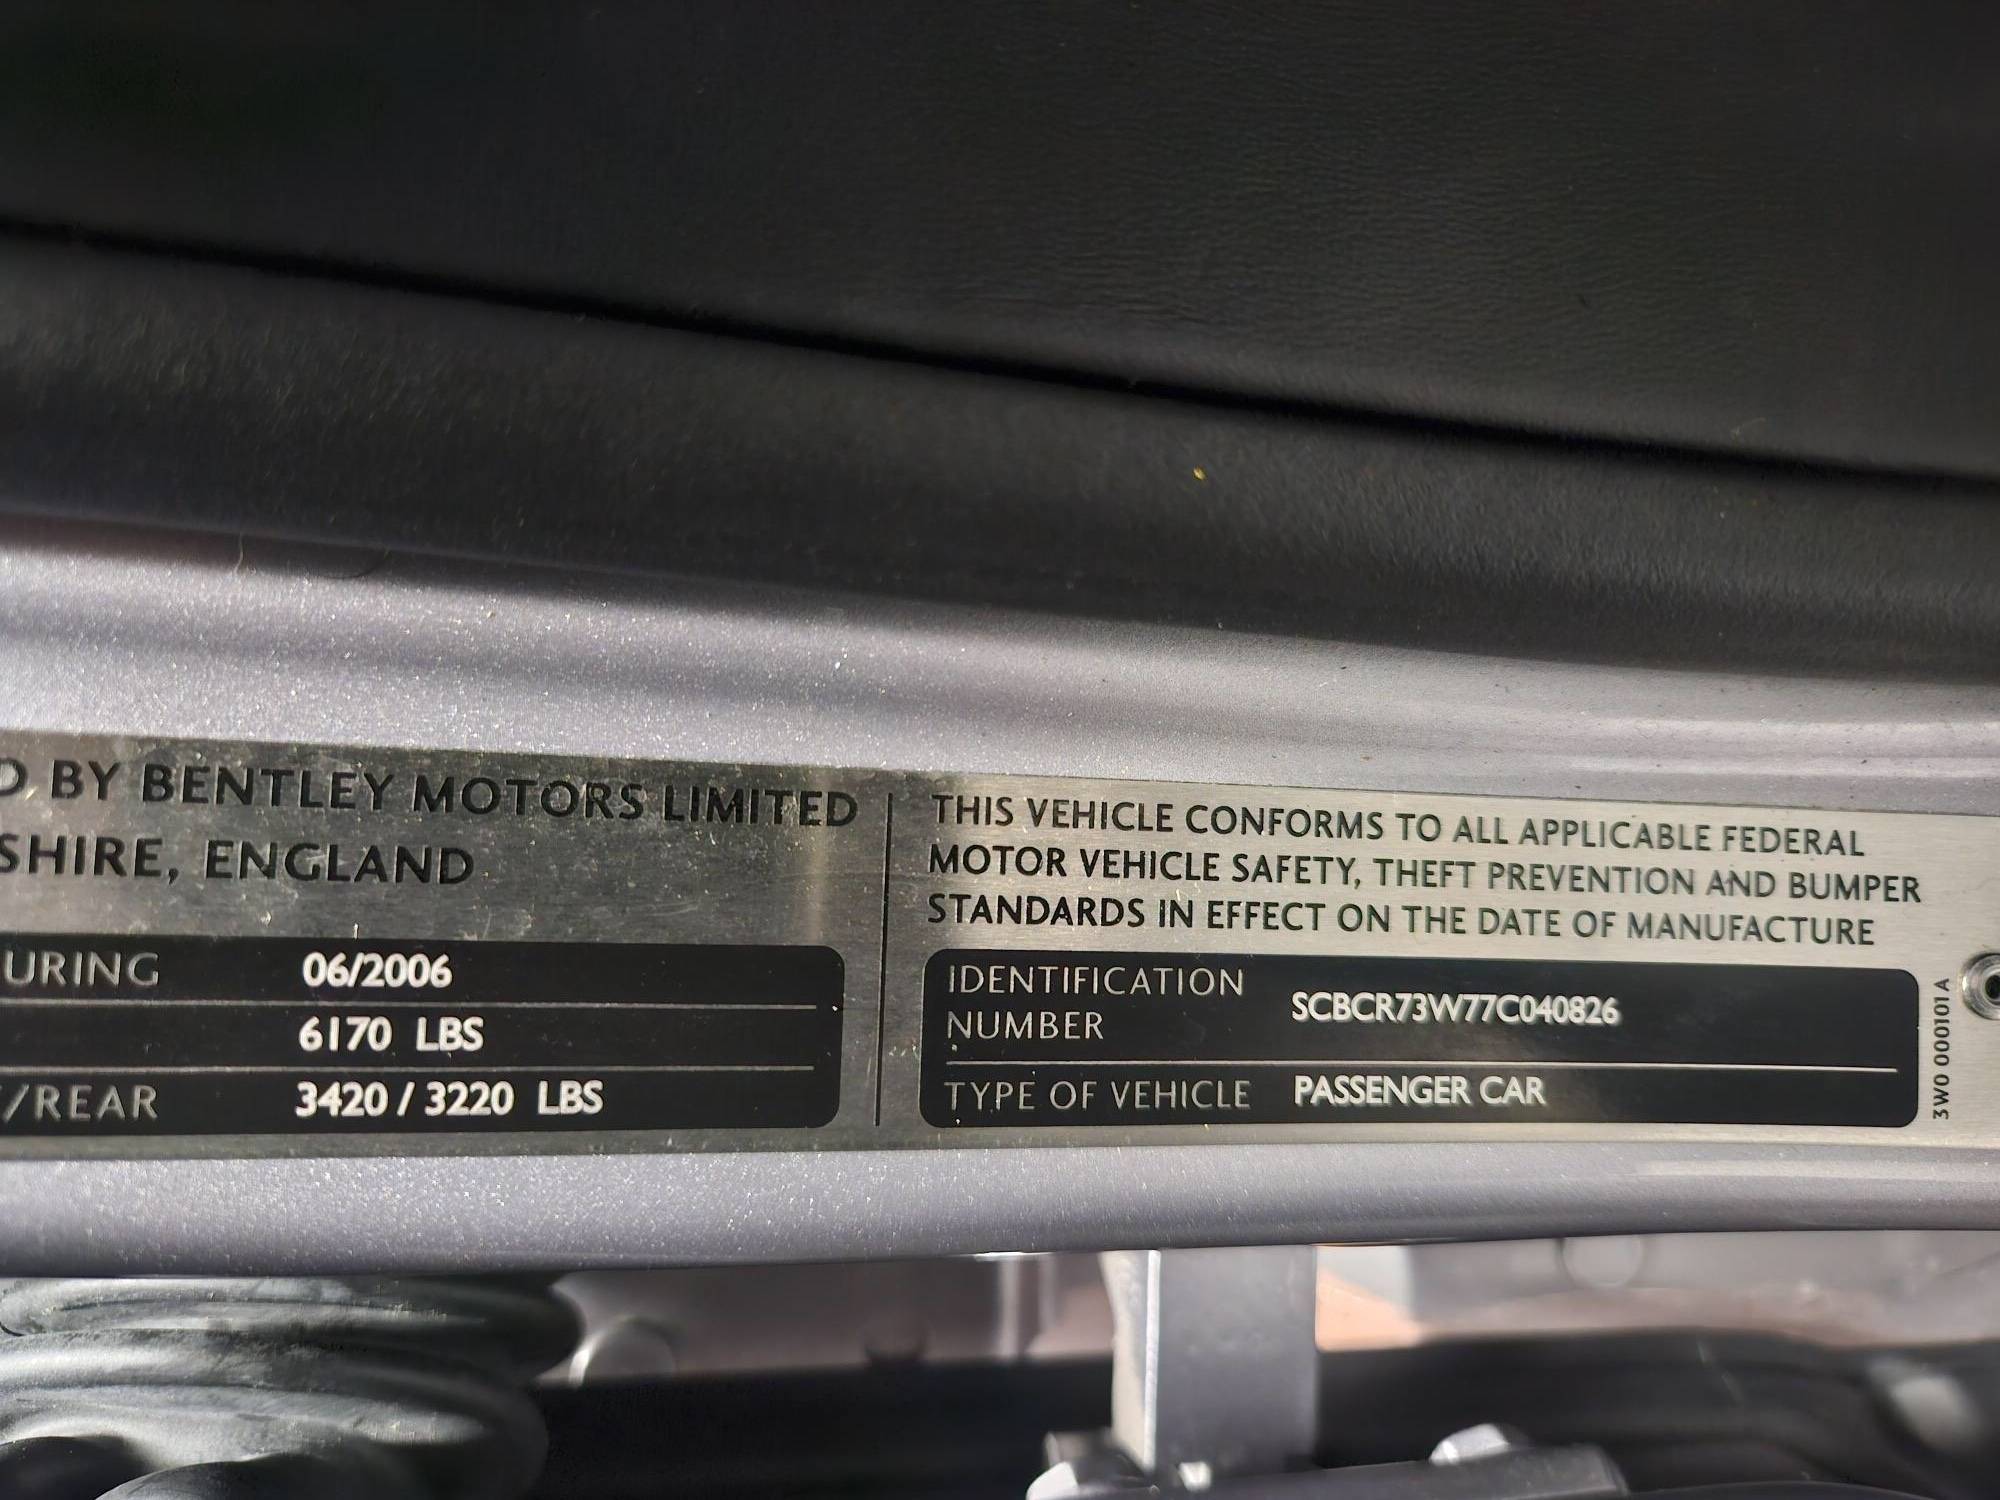 D BY BENTLEY MOTORS LIMITED
SHIRE, ENGLAND
URING 06/2006
6170 LBS
/REAR 3420 / 3220 LBS
THIS VEHICLE CONFORMS TO ALL APPLICABLE FEDERAL
MOTOR VEHICLE SAFETY, THEFT PREVENTION AND BUMPER
STANDARDS IN EFFECT ON THE DATE OF MANUFACTURE
IDENTIFICATION
NUMBER SCBCR73W77C040826
TYPE OF VEHICLE PASSENGER CAR
3W0 000101 A